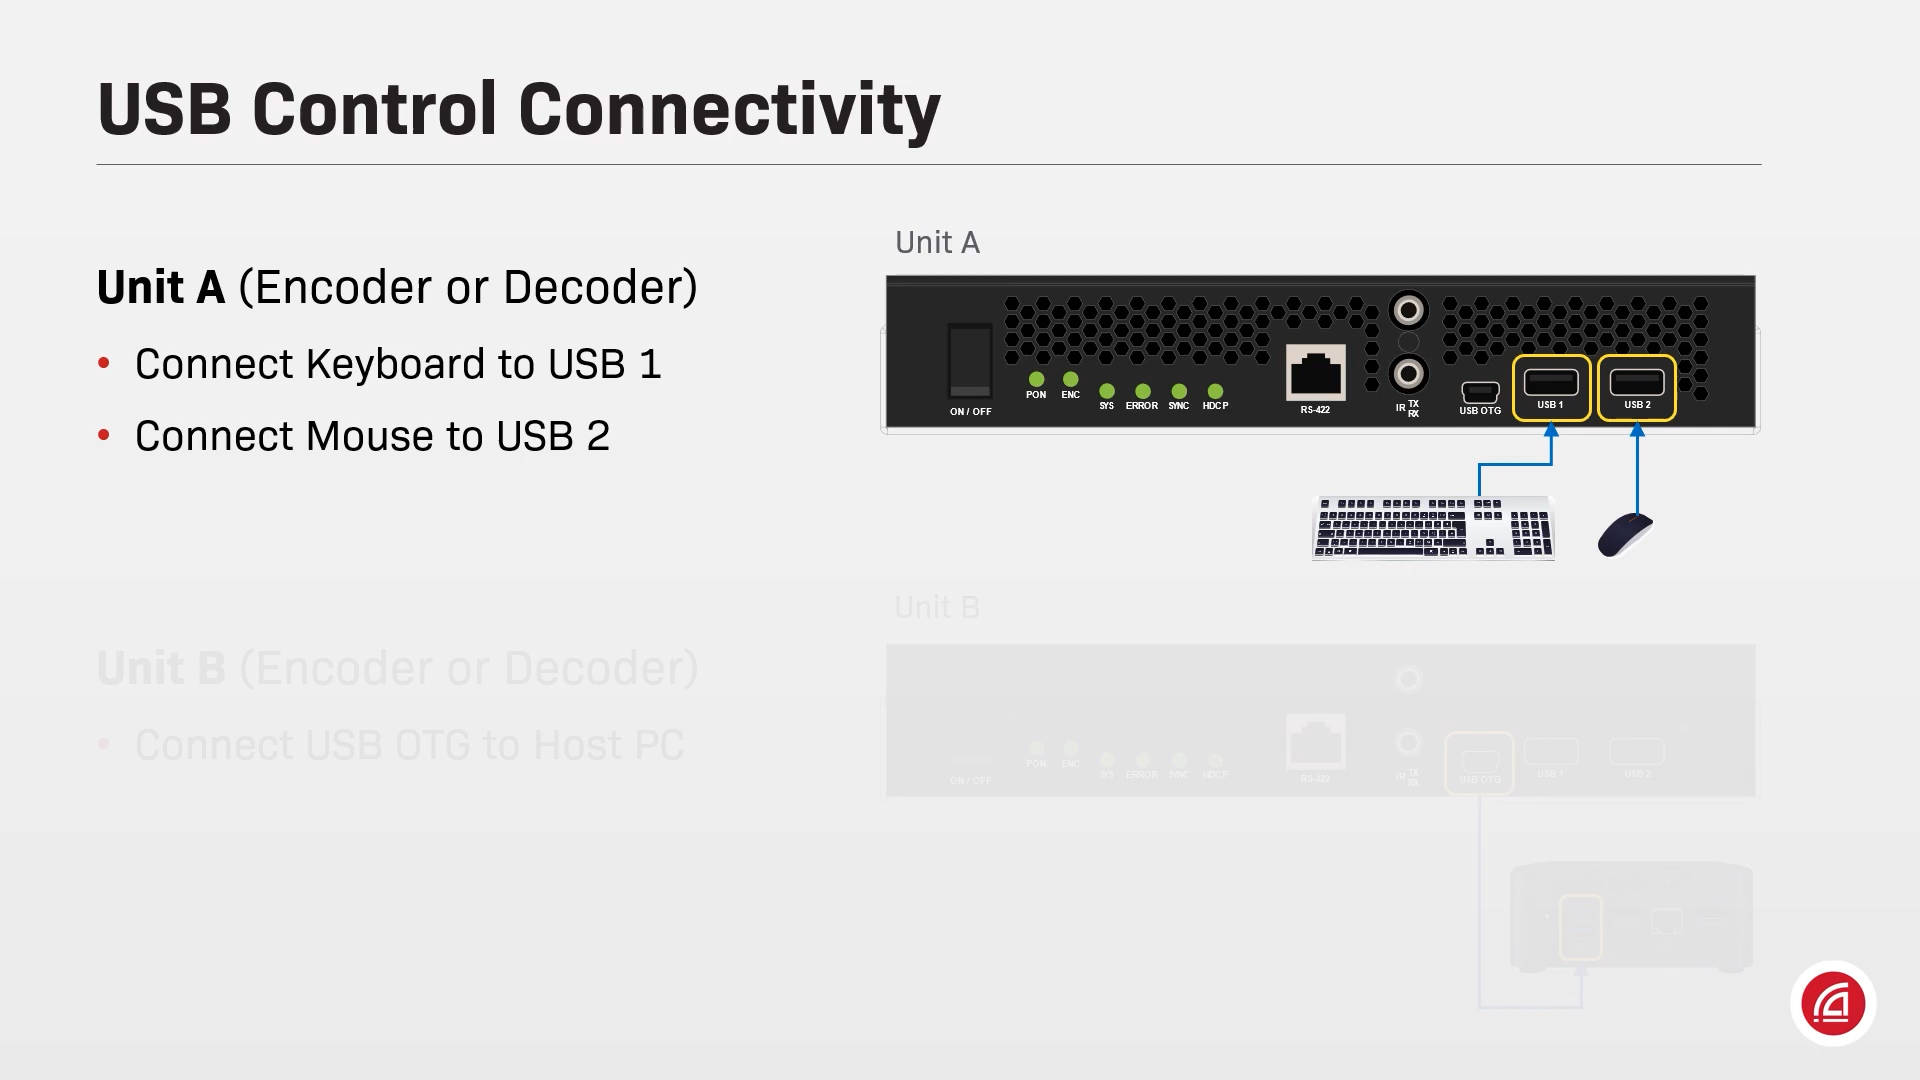 USB Control Connectivity
Unit A (Encoder or Decoder)
• Connect Keyboard to USB 1
• Connect Mouse to USB 2
Unit A
ON / OFF
PON
ENC
SYS
ERROR
SYNC
HDCP
RS-422
IR TX
RX
USB OTG
USB 1
USB 2
Unit B (Encoder or Decoder)
• Connect USB OTG to Host PC
Unit B
ON / OFF
PON
ENC
SYS
ERROR
SYNC
HDCP
RS-422
IR TX
RX
USB OTG
USB 1
USB 2